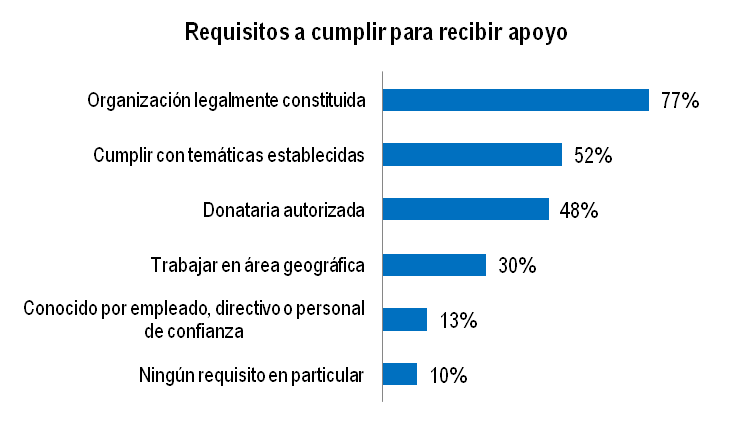 Requisitos a cumplir para recibir apoyo
Organización legalmente constituida
77%
Cumplir con temáticas establecidas
52%
Donataria autorizada
48%
Trabajar en área geográfica
30%
Conocido por empleado, directivo o personal
de confianza
13%
Ningún requisito en particular
10%